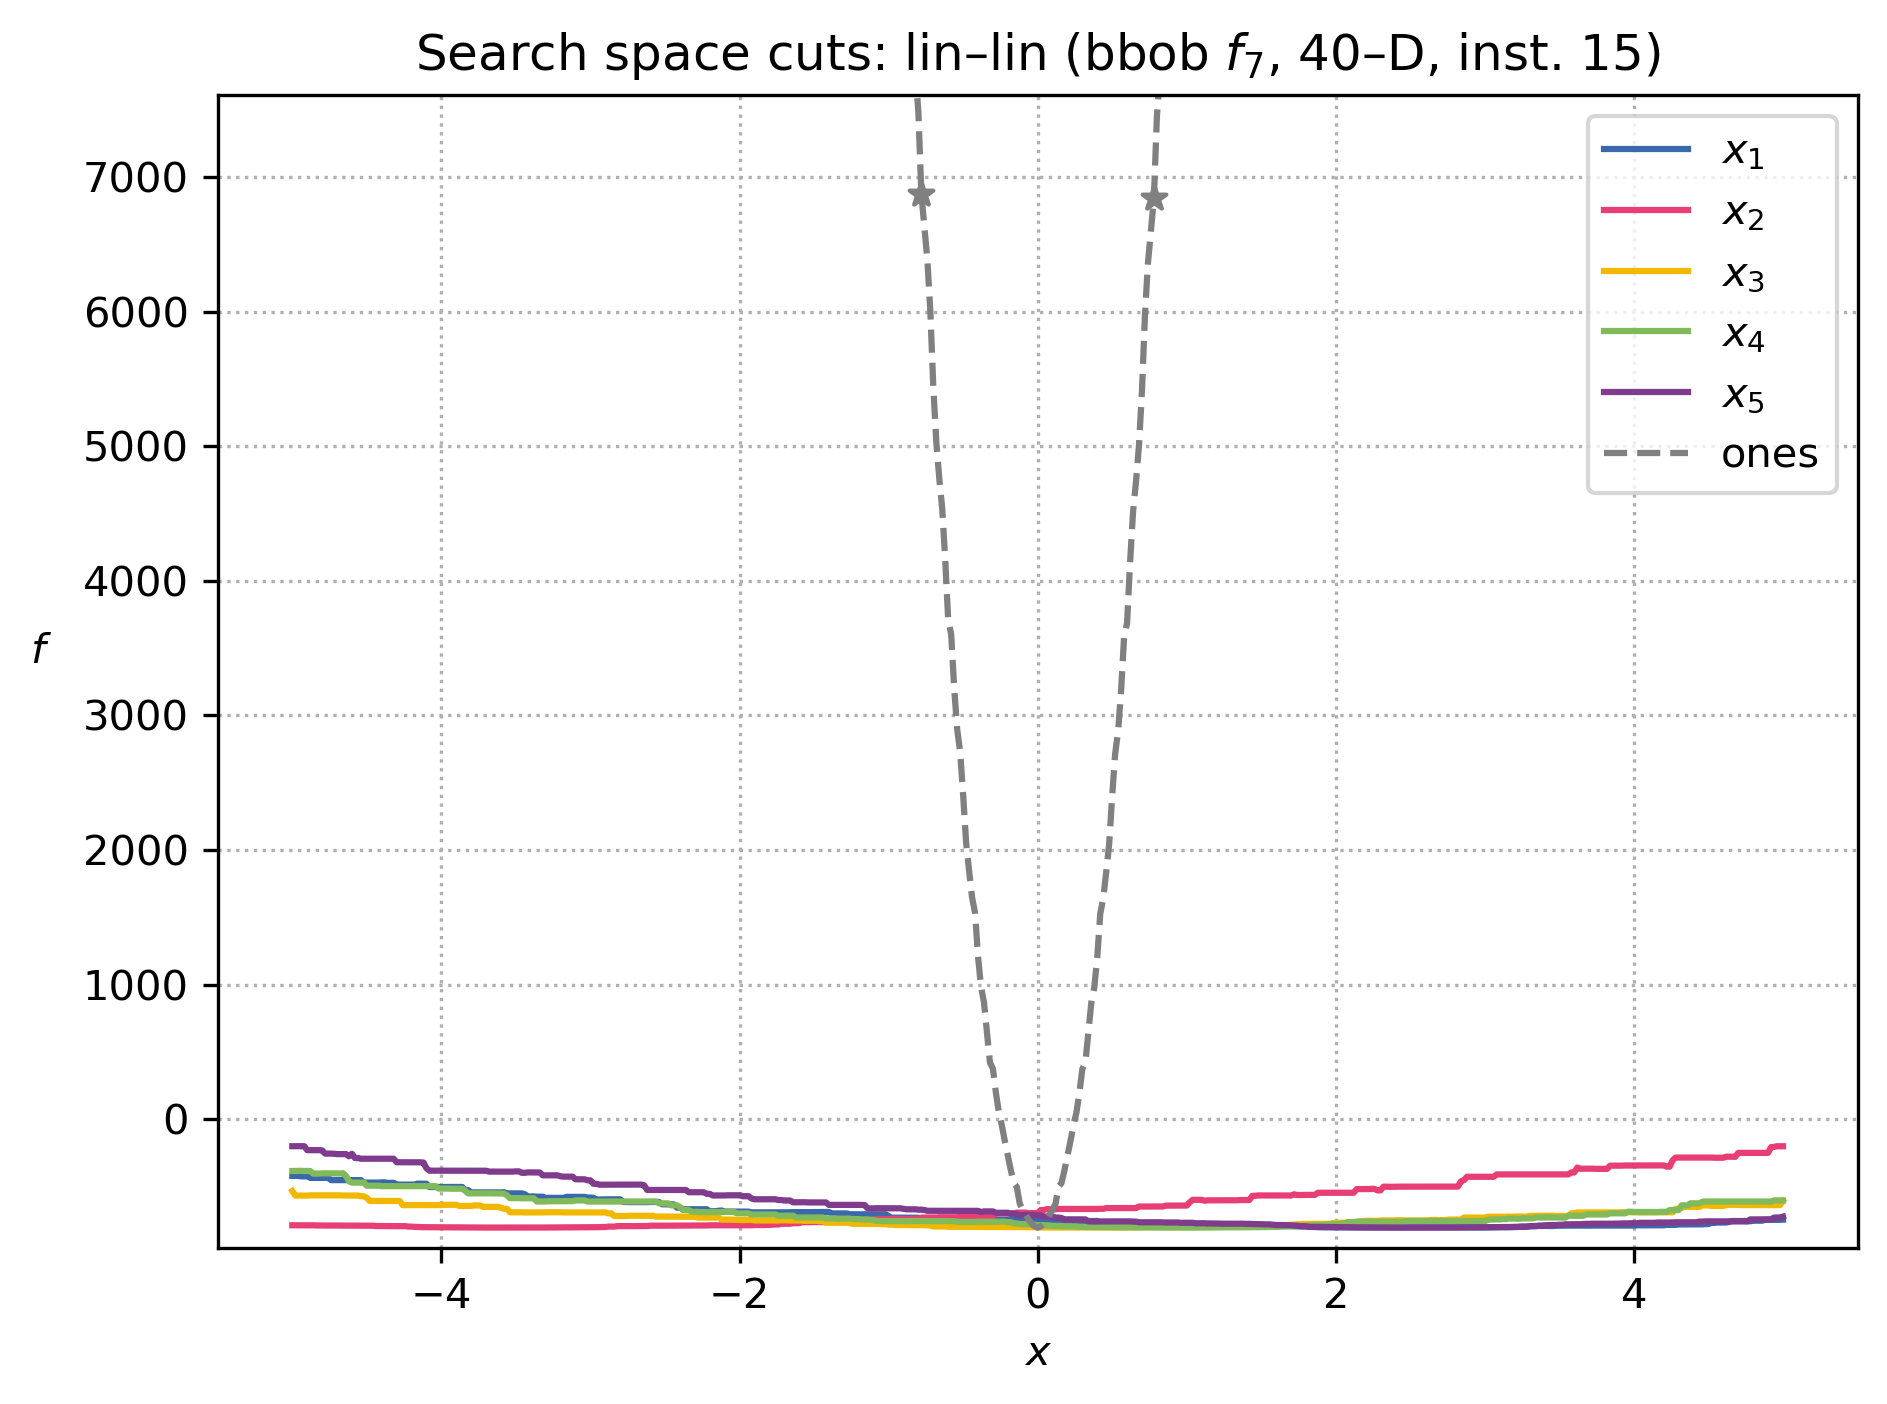 Search space cuts: lin–lin (bbob f₇, 40–D, inst. 15)
7000
6000
5000
4000
3000
2000
1000
0
f
−4
−2
0
2
4
x
x₁
x₂
x₃
x₄
x₅
ones